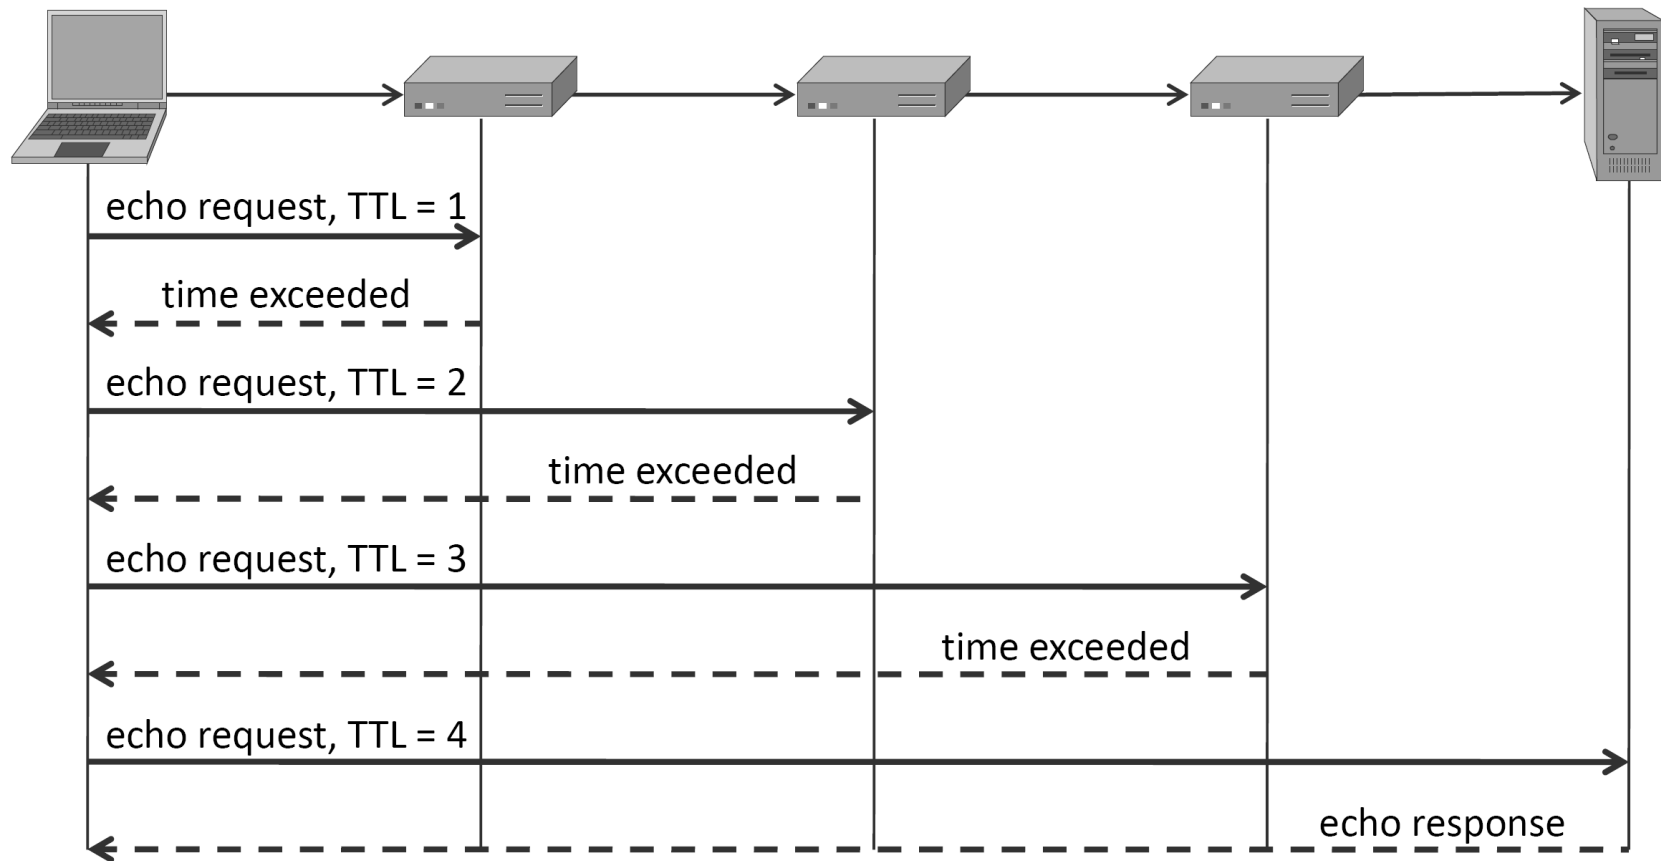 echo request, TTL = 1
time exceeded
echo request, TTL = 2
time exceeded
echo request, TTL = 3
time exceeded
echo request, TTL = 4
echo response